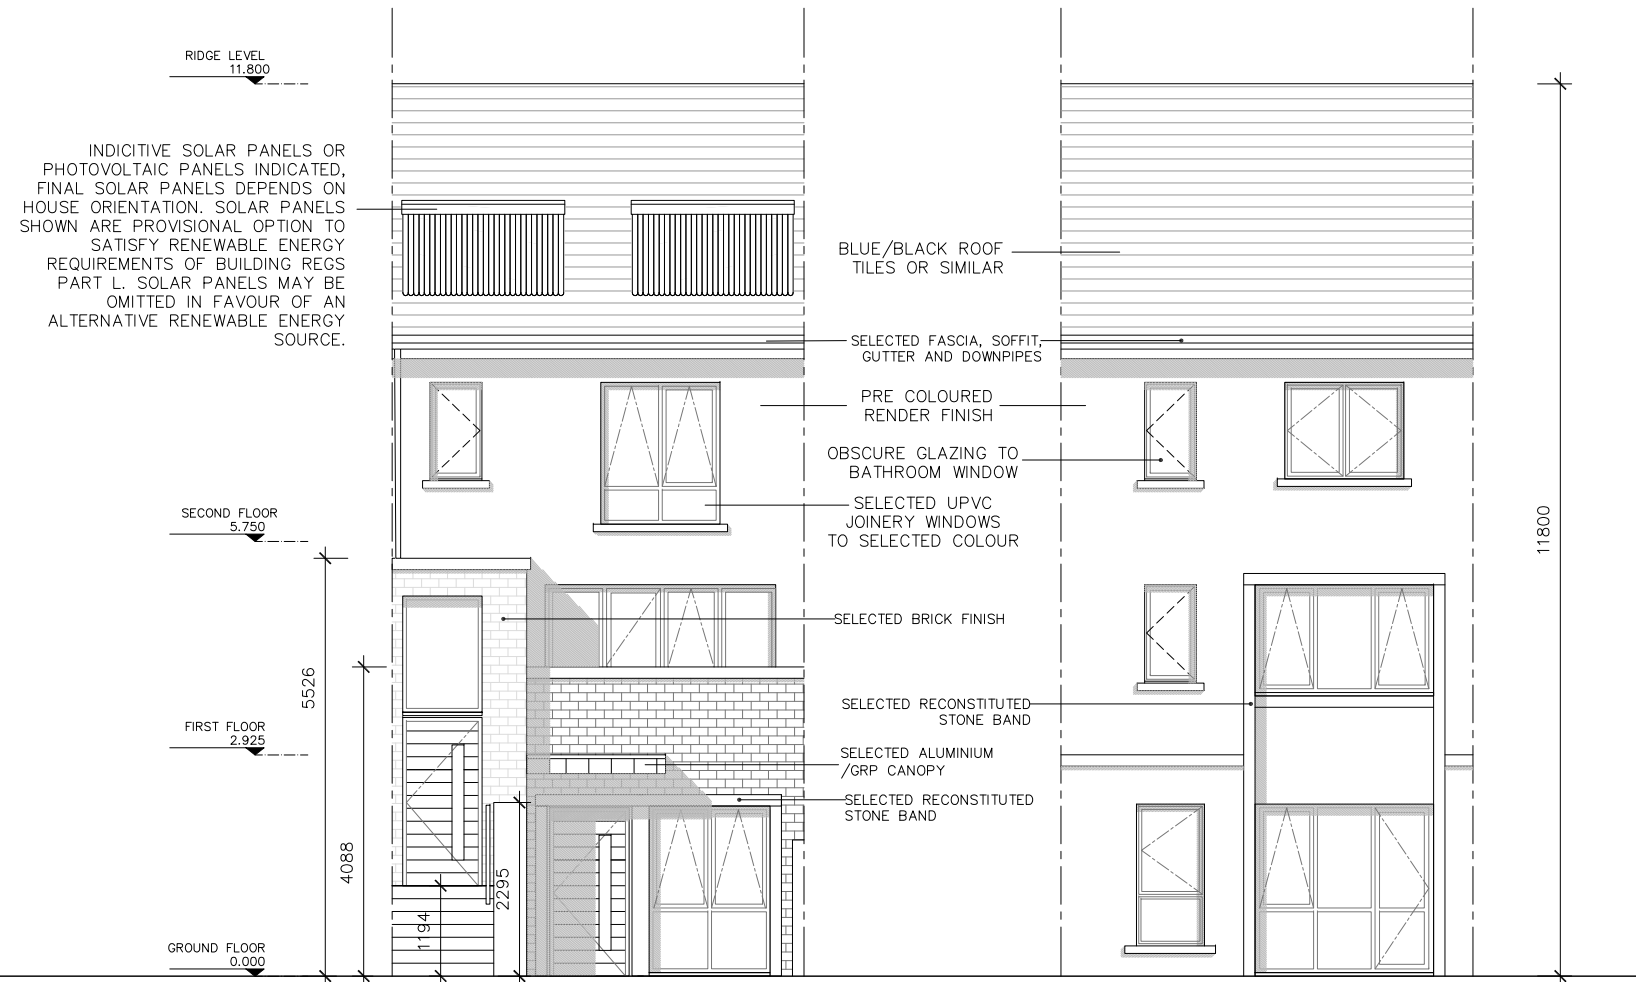 RIDGE LEVEL
11.800
INDICITIVE SOLAR PANELS OR
PHOTOVOLTAIC PANELS INDICATED,
FINAL SOLAR PANELS DEPENDS ON
HOUSE ORIENTATION. SOLAR PANELS
SHOWN ARE PROVISIONAL OPTION TO
SATISFY RENEWABLE ENERGY
REQUIREMENTS OF BUILDING REGS
PART L. SOLAR PANELS MAY BE
OMITTED IN FAVOUR OF AN
ALTERNATIVE RENEWABLE ENERGY
SOURCE.
SECOND FLOOR
5.750
FIRST FLOOR
2.925
GROUND FLOOR
0.000
5526
4088
1194
2295
BLUE/BLACK ROOF
TILES OR SIMILAR
SELECTED FASCIA, SOFFIT,
GUTTER AND DOWNPIPES
PRE COLOURED
RENDER FINISH
OBSCURE GLAZING TO
BATHROOM WINDOW
SELECTED UPVC
JOINERY WINDOWS
TO SELECTED COLOUR
SELECTED BRICK FINISH
SELECTED RECONSTITUTED
STONE BAND
SELECTED ALUMINIUM
/GRP CANOPY
SELECTED RECONSTITUTED
STONE BAND
11800